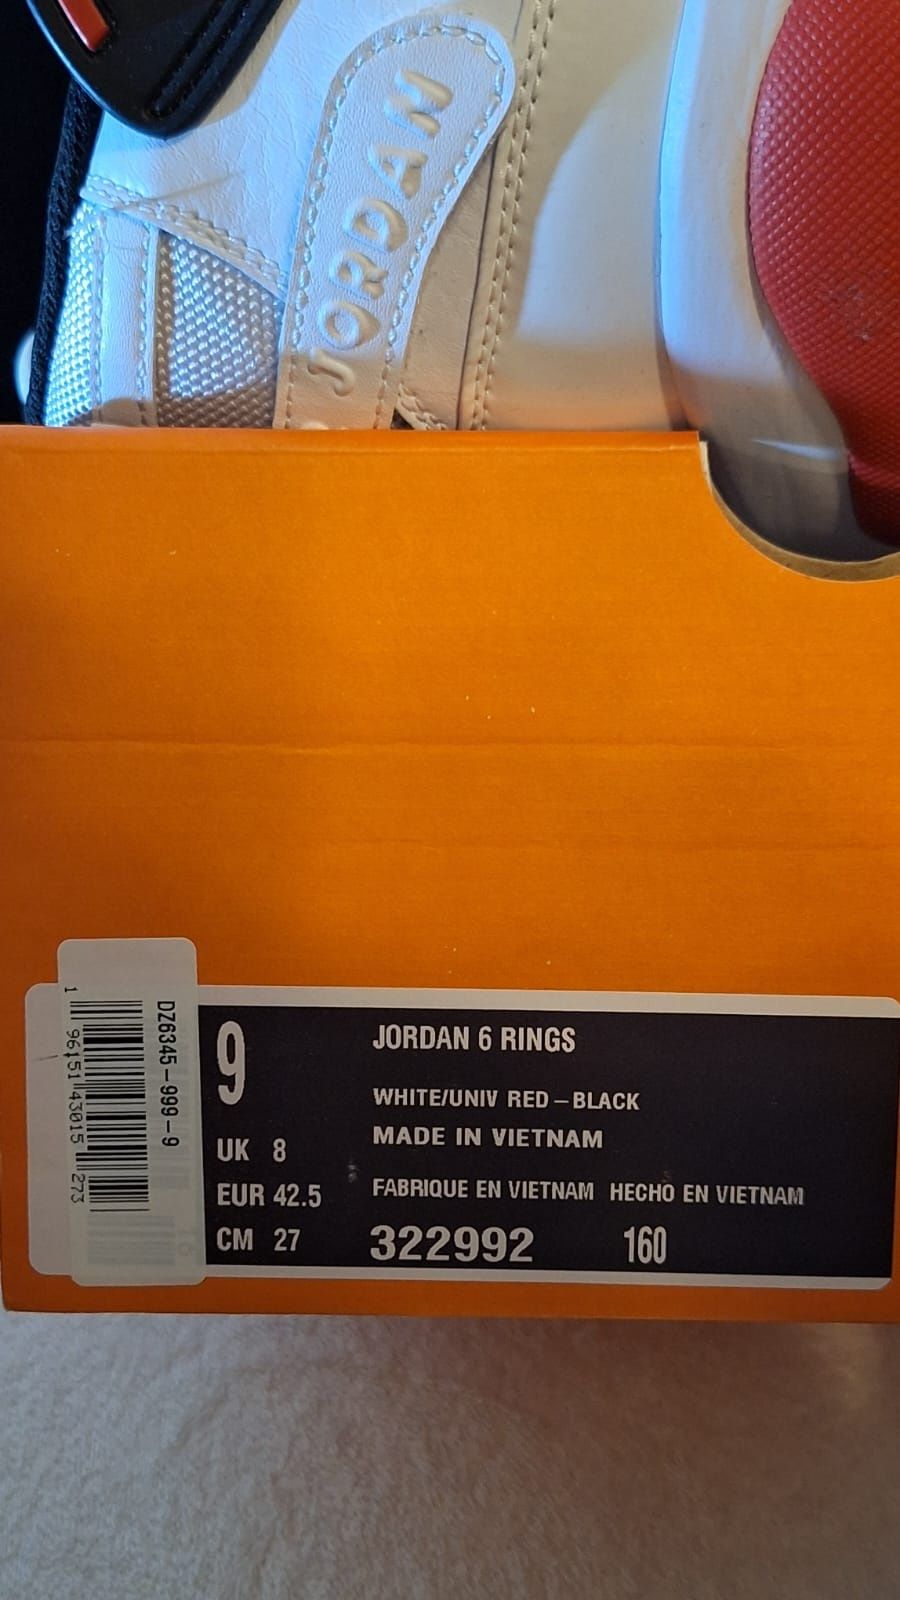 JORDAN
DZ6345-999-9
1 96151 43015 273
9
UK 8
EUR 42.5
CM 27
JORDAN 6 RINGS
WHITE/UNIV RED – BLACK
MADE IN VIETNAM
FABRIQUE EN VIETNAM HECHO EN VIETNAM
322992 160